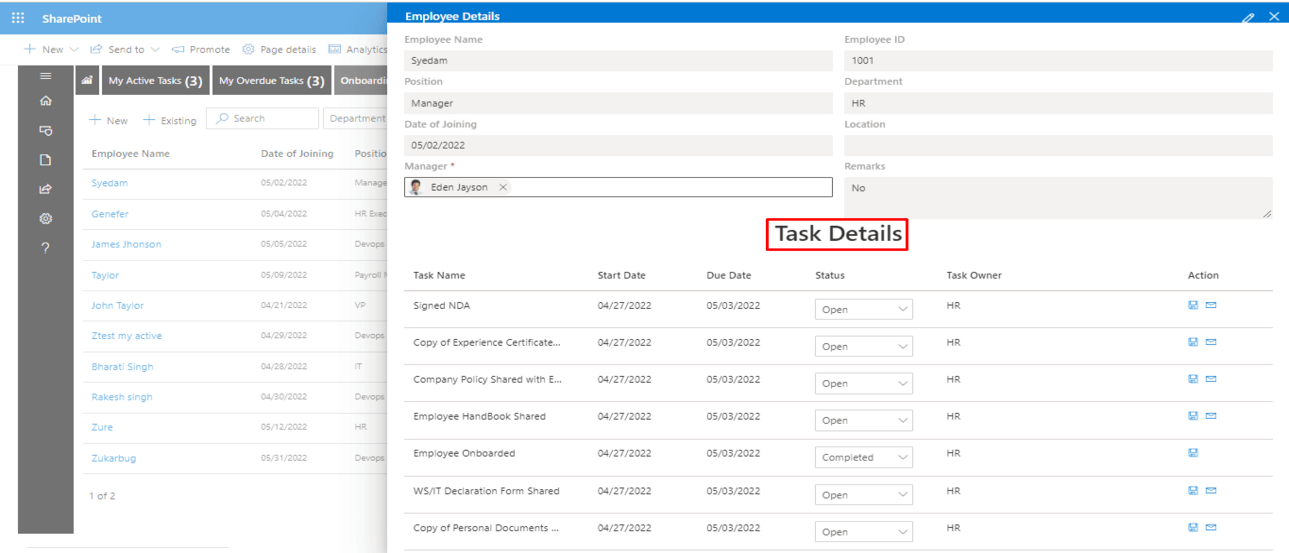 SharePoint
New Send to Promote Page details Analytics
My Active Tasks (3) My Overdue Tasks (3) Onboardi
New Existing Search Department
Employee Name Date of Joining Positio
Syedam 05/02/2022 Manage
Genefer 05/04/2022 HR Exec
James Jhonson 05/05/2022 Devops
Taylor 05/09/2022 Payroll M
John Taylor 04/21/2022 VP
Ztest my active 04/29/2022 Devops
Bharati Singh 04/28/2022 IT
Rakesh singh 04/30/2022 Devops
Zure 05/12/2022 HR
Zukarbug 05/31/2022 Devops
1 of 2
Employee Details
Employee Name Employee ID
Syedam 1001
Position Department
Manager HR
Date of Joining Location
05/02/2022
Manager * Remarks
Eden Jayson No
Task Details
Task Name Start Date Due Date Status Task Owner Action
Signed NDA 04/27/2022 05/03/2022 Open HR
Copy of Experience Certificate... 04/27/2022 05/03/2022 Open HR
Company Policy Shared with E... 04/27/2022 05/03/2022 Open HR
Employee HandBook Shared 04/27/2022 05/03/2022 Open HR
Employee Onboarded 04/27/2022 05/03/2022 Completed HR
WS/IT Declaration Form Shared 04/27/2022 05/03/2022 Open HR
Copy of Personal Documents ... 04/27/2022 05/03/2022 Open HR